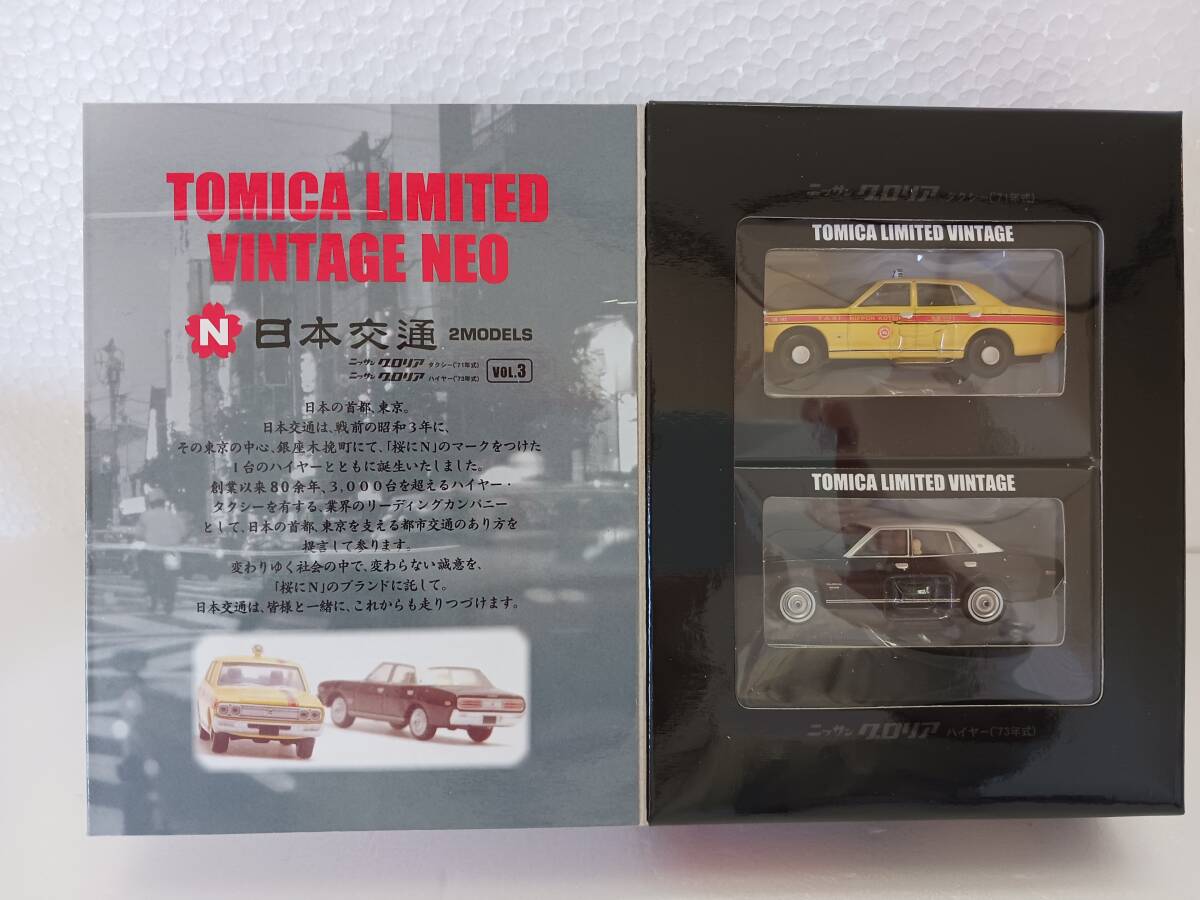 TOMICA LIMITED
VINTAGE NEO
N 日本交通 2MODELS
ニッサン グロリア タクシー('71年式)
ニッサン グロリア ハイヤー('73年式) VOL.3
日本の首都、東京。
日本交通は、戦前の昭和3年に、
その東京の中心、銀座木挽町にて、「桜にN」のマークをつけた
1台のハイヤーとともに誕生いたしました。
創業以来80余年、3,000台を超えるハイヤー・
タクシーを有する、業界のリーディングカンパニー
として、日本の首都、東京を支える都市交通のあり方を
提言して参ります。
変わりゆく社会の中で、変わらない誠意を、
「桜にN」のブランドに託して。
日本交通は、皆様と一緒に、これからも走りつづけます。
ニッサン グロリア タクシー('71年式)
TOMICA LIMITED VINTAGE
TAXI NIPPON KOTSU
TOMICA LIMITED VINTAGE
ニッサン グロリア ハイヤー('73年式)